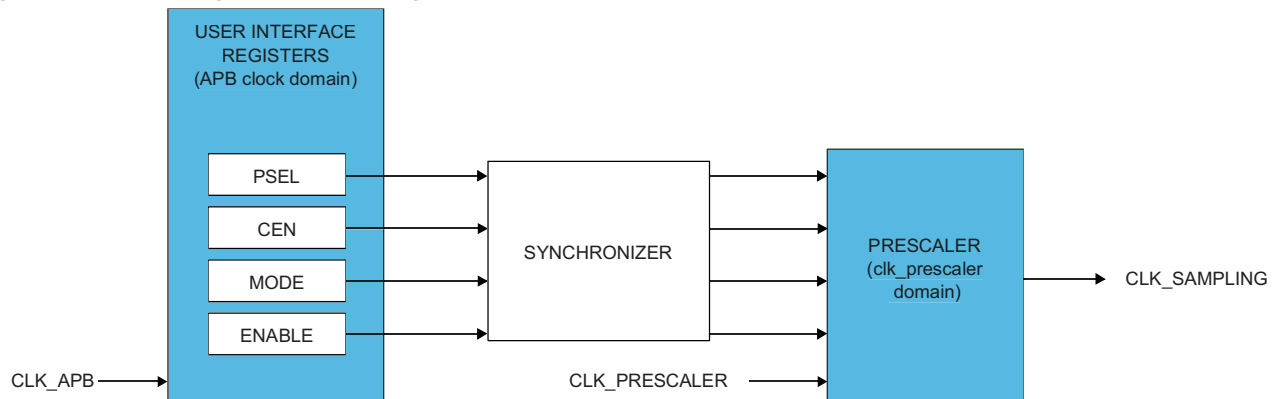 USER INTERFACE
REGISTERS
(APB clock domain)
PSEL
CEN
MODE
ENABLE
SYNCHRONIZER
PRESCALER
(clk_prescaler
domain)
CLK_SAMPLING
CLK_APB
CLK_PRESCALER